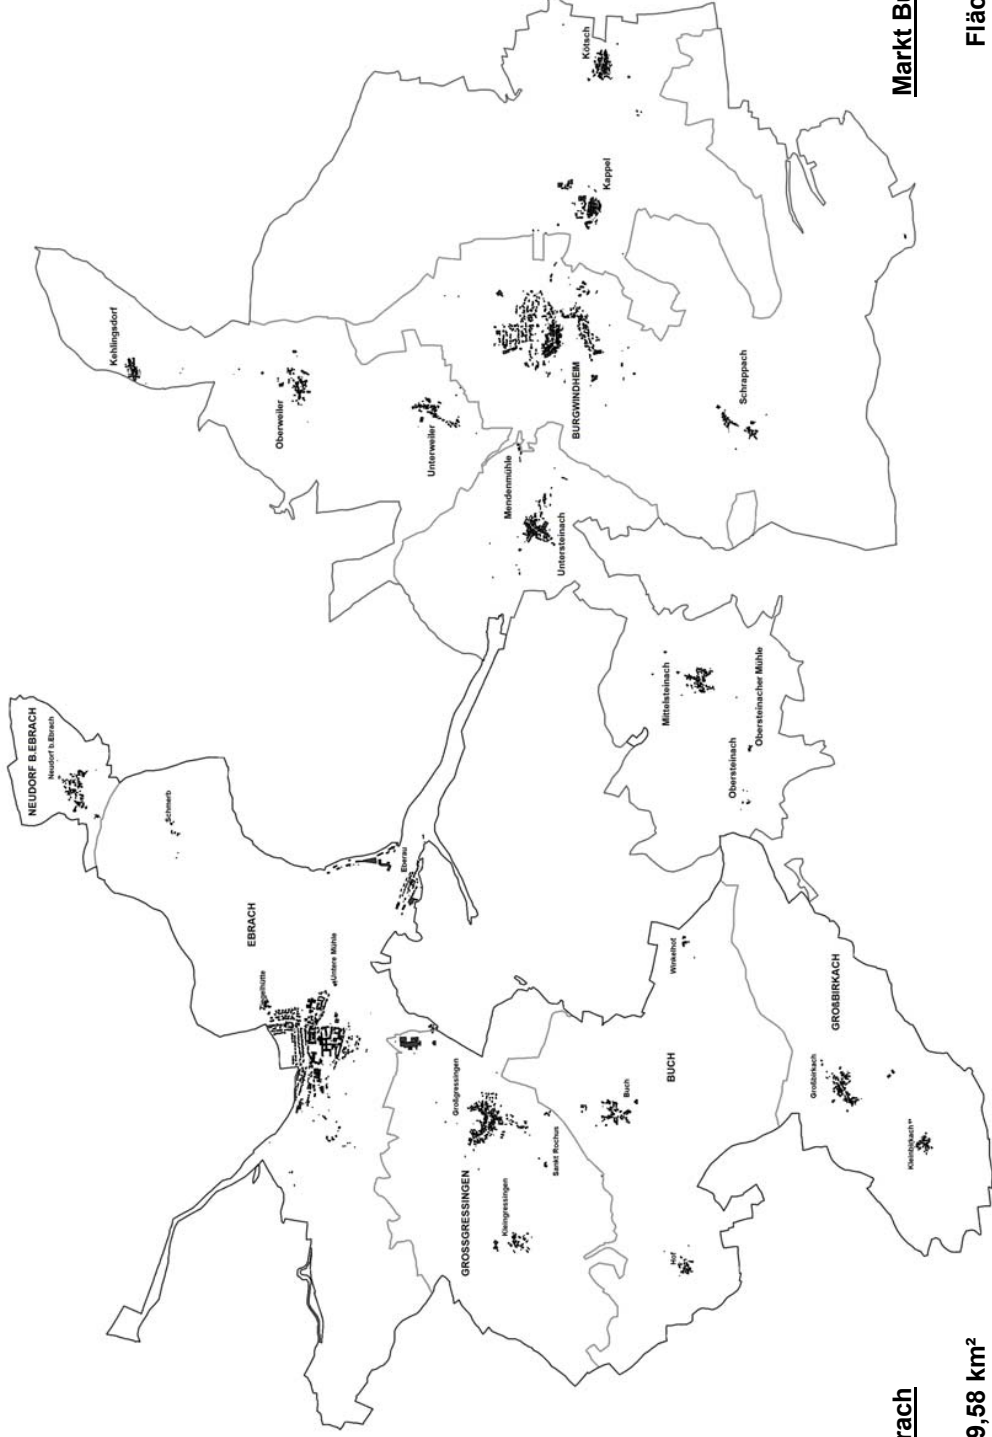 NEUDORF B.EBRACH
Neudorf b.Ebrach
Schmerb
EBRACH
Ziegelhütte
Untere Mühle
Eberau
Großgressingen
GROSSGRESSINGEN
Kleingressingen
Sankt Rochus
Buch
BUCH
Hof
Winkelhof
GROßBIRKACH
Großbirkach
Kleinbirkach
Kehlingsdorf
Oberweiler
Unterweiler
Mendenmühle
Untersteinach
BURGWINDHEIM
Kappel
Kötsch
Schrappach
Mittelsteinach
Obersteinach
Obersteinacher Mühle
rach
9,58 km²
Markt Bu
Fläc